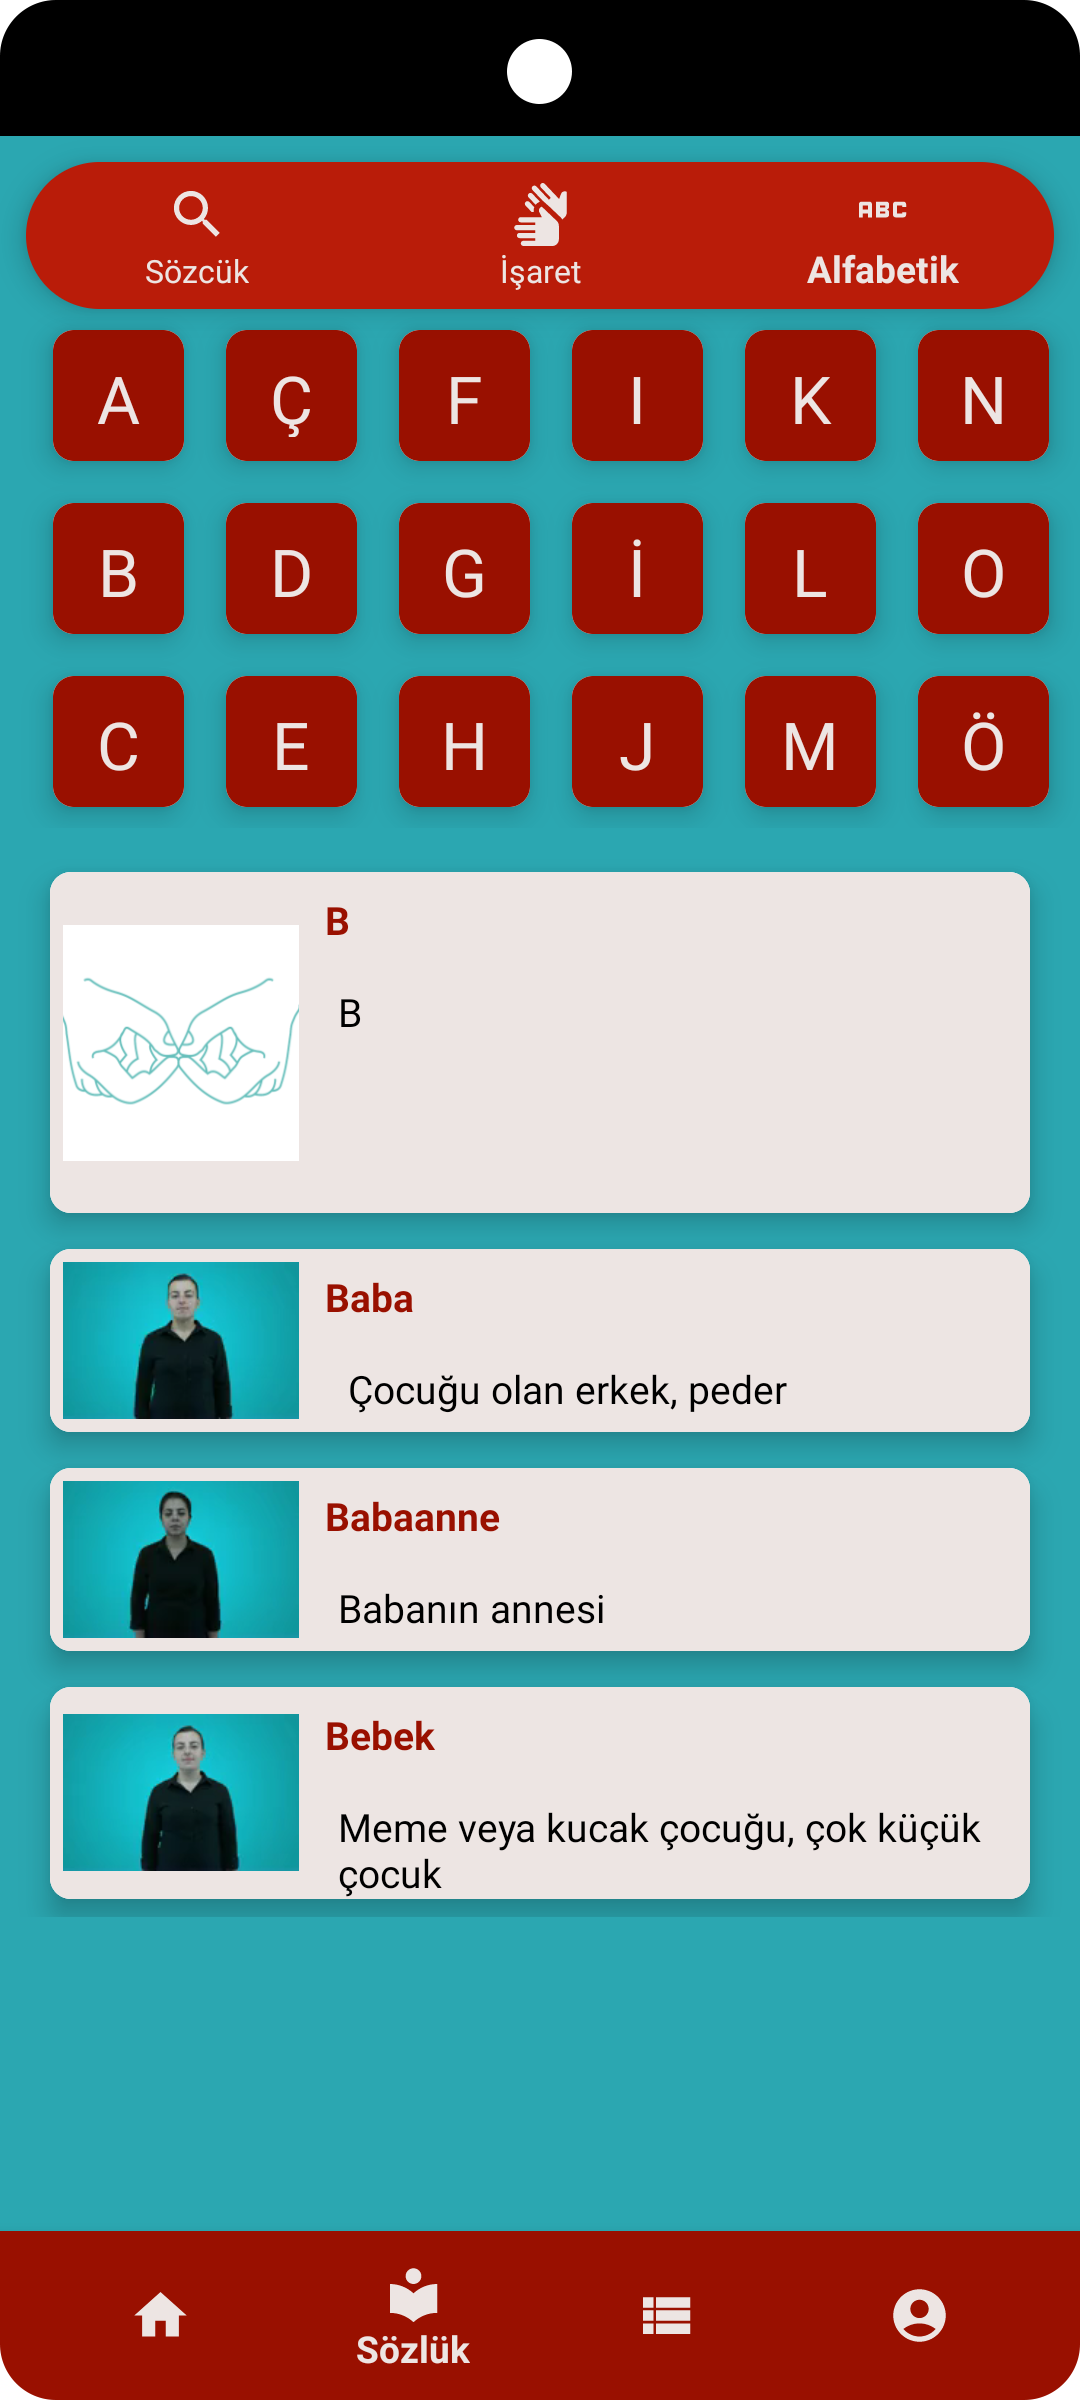 Sözcük
İşaret
ABC
Alfabetik
A Ç F I K N
B D G İ L O
C E H J M Ö
B
B
Baba
Çocuğu olan erkek, peder
Babaanne
Babanın annesi
Bebek
Meme veya kucak çocuğu, çok küçük
çocuk
Sözlük